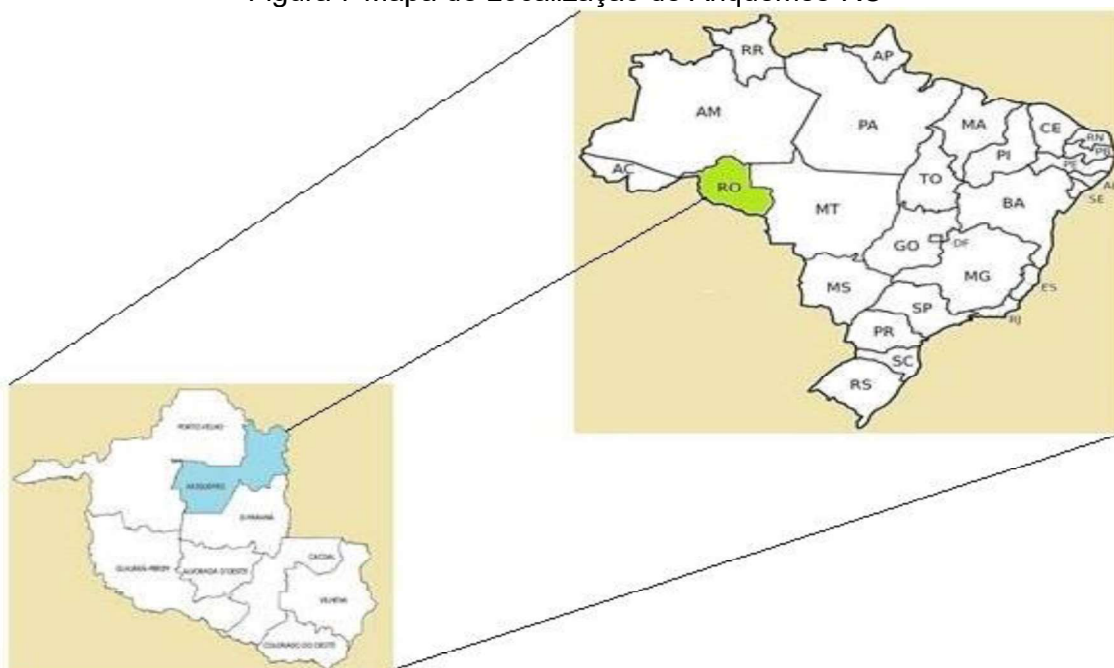 Figura Mapa de Localização de Ariquemes-RO
RR
AP
AM
PA
MA
CE
RN
PB
PI
PE
AC
RO
TO
AL
SE
MT
BA
GO
DF
MG
MS
ES
SP
RJ
PR
SC
RS
PORTO VELHO
ARIQUEMES
JI-PARANÁ
CACOAL
GUAJARÁ-MIRIM
ALVORADA D'OESTE
VILHENA
COLORADO DO OESTE